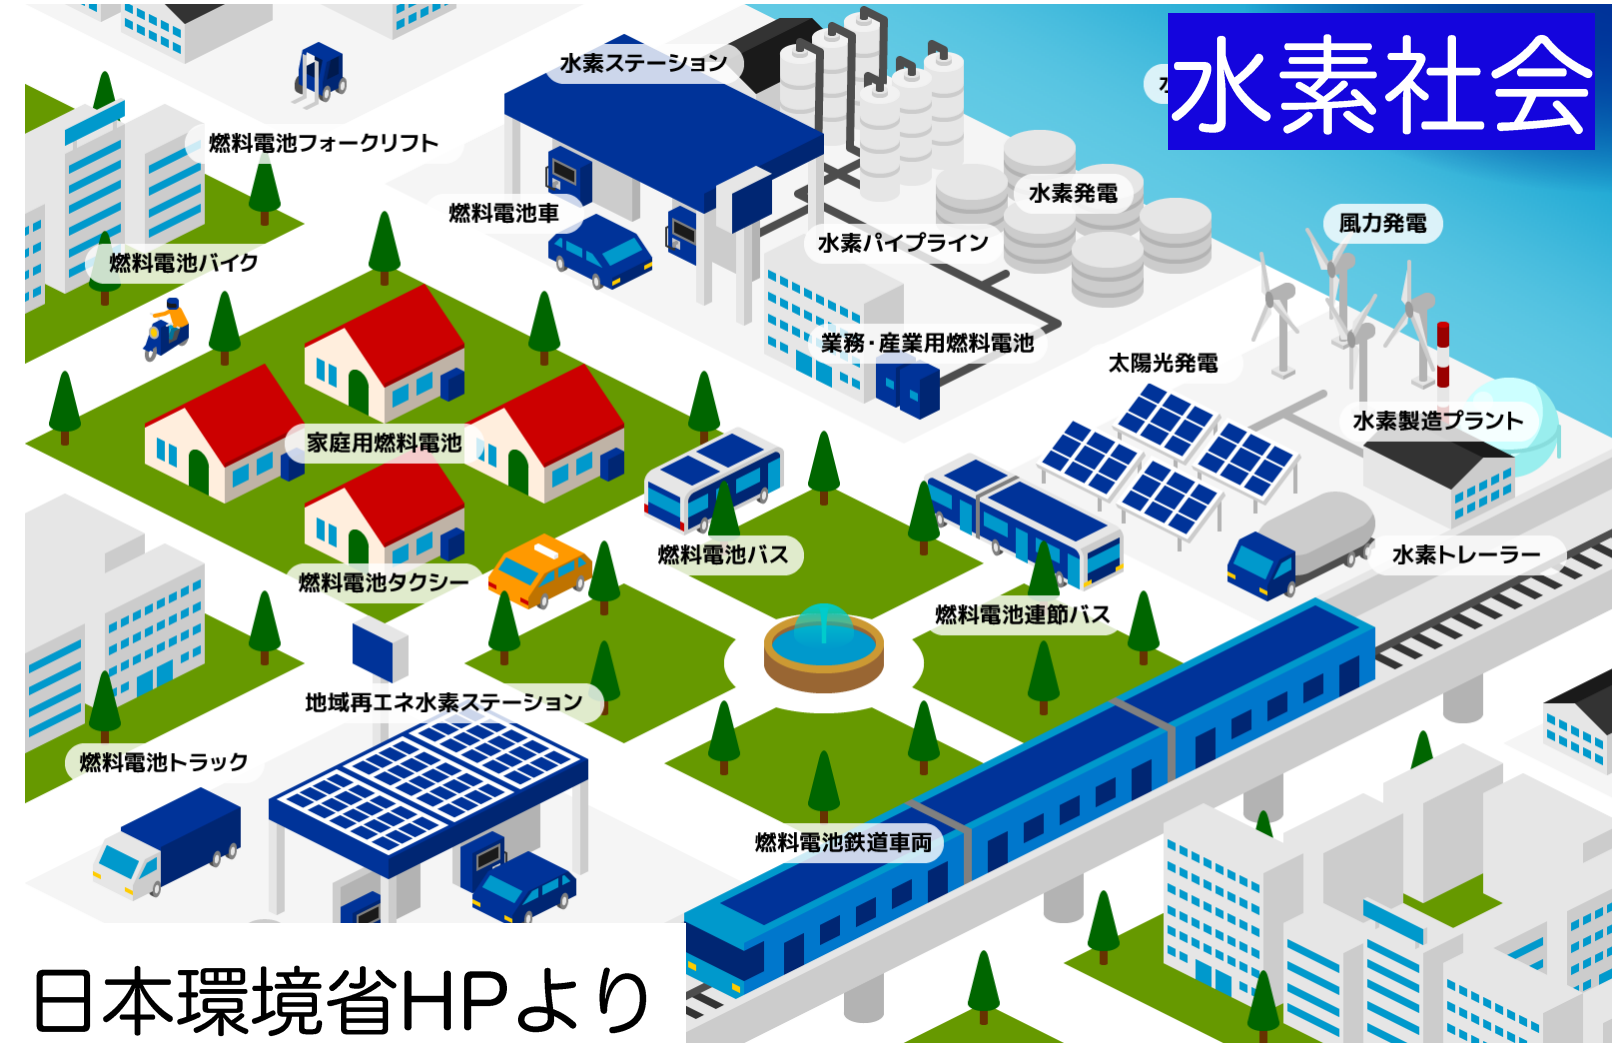 水素社会
水素ステーション
燃料電池フォークリフト
水素発電
燃料電池車
風力発電
水素パイプライン
燃料電池バイク
業務・産業用燃料電池
太陽光発電
水素製造プラント
家庭用燃料電池
燃料電池バス
水素トレーラー
燃料電池タクシー
燃料電池連節バス
地域再エネ水素ステーション
燃料電池トラック
燃料電池鉄道車両
日本環境省HPより